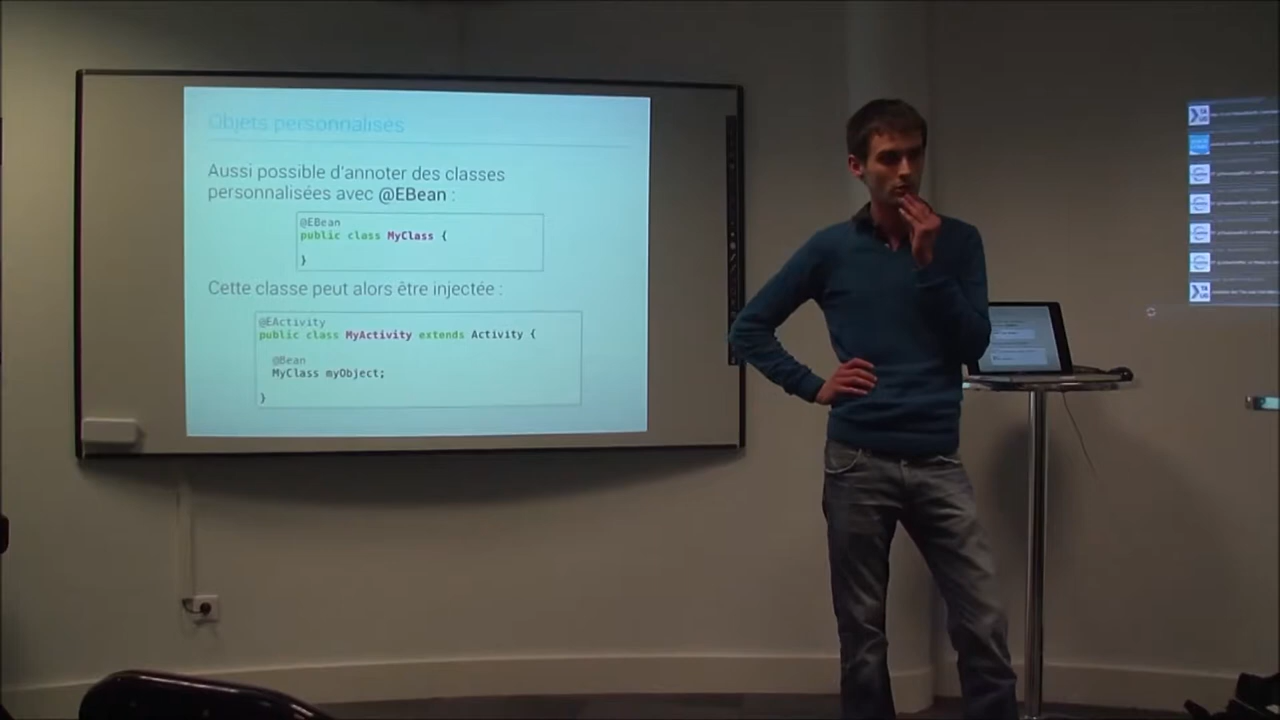 Objets personnalisés
Aussi possible d'annoter des classes
personnalisées avec @EBean :
@EBean
public class MyClass {
}
Cette classe peut alors être injectée :
@EActivity
public class MyActivity extends Activity {
@Bean
MyClass myObject;
}